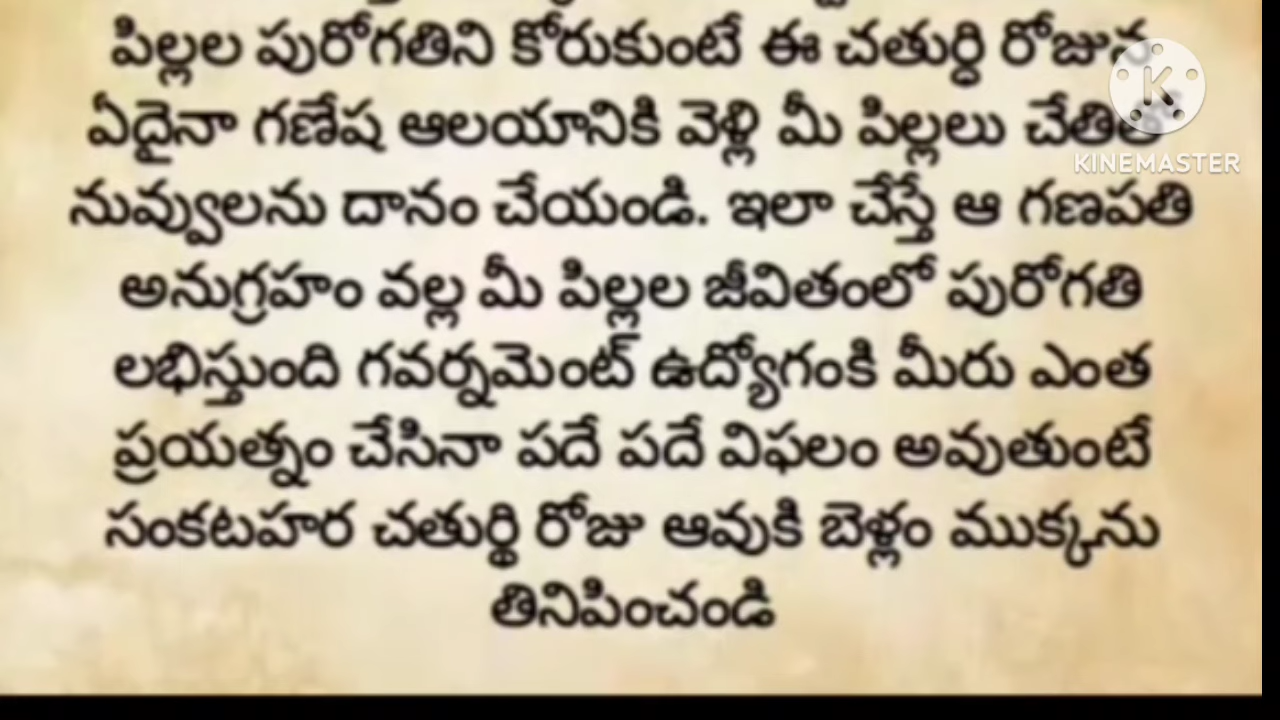 పిల్లల పురోగతిని కోరుకుంటే ఈ చతుర్ధి రోజున
ఏదైనా గణేష ఆలయానికి వెళ్లి మీ పిల్లలు చేతితో
KINEMASTER
నువ్వులను దానం చేయండి. ఇలా చేస్తే ఆ గణపతి
అనుగ్రహం వల్ల మీ పిల్లల జీవితంలో పురోగతి
లభిస్తుంది గవర్నమెంట్ ఉద్యోగంకి మీరు ఎంత
ప్రయత్నం చేసినా పదే పదే విఫలం అవుతుంటే
సంకటహర చతుర్థి రోజు ఆవుకి బెళ్లం ముక్కను
తినిపించండి